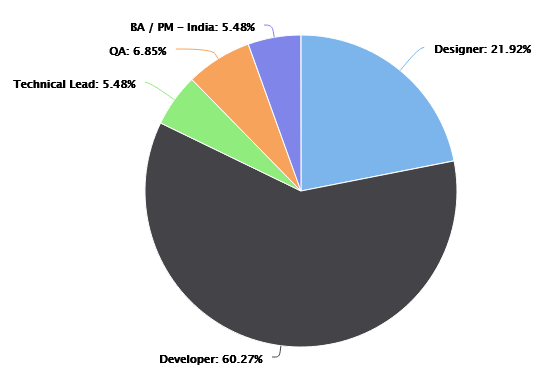 BA / PM – India: 5.48%
Designer: 21.92%
QA: 6.85%
Technical Lead: 5.48%
Developer: 60.27%